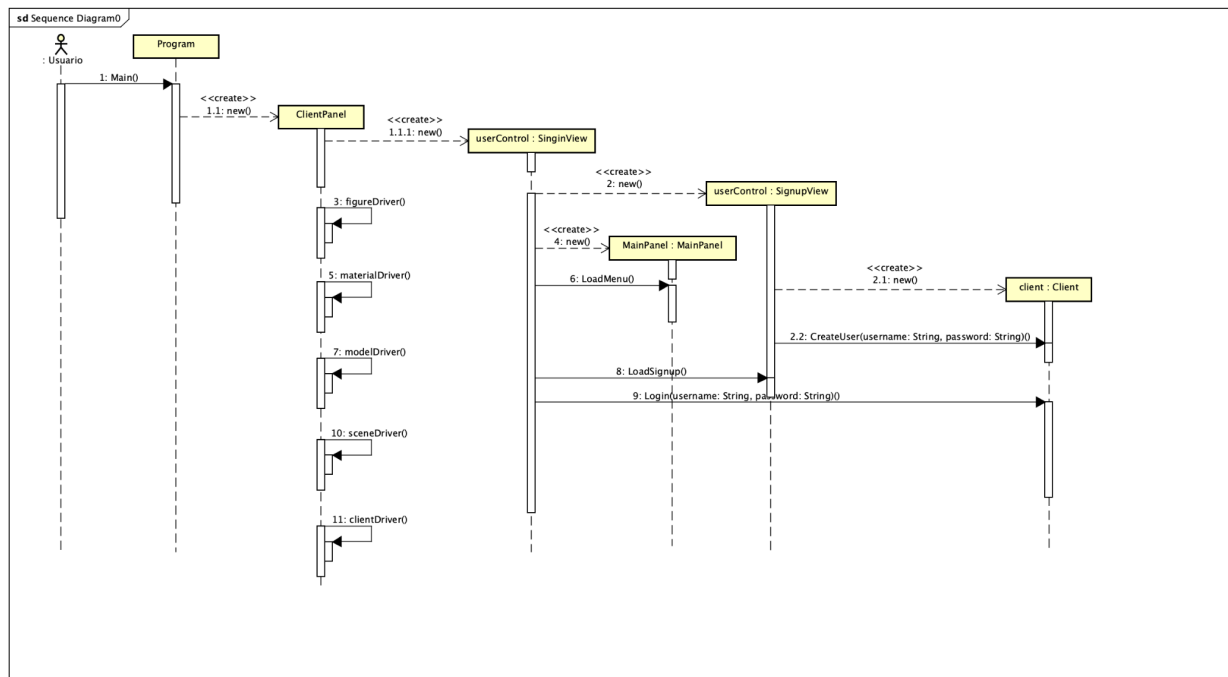 sd Sequence Diagram0
: Usuario
Program
1: Main()
<<create>>
1.1: new()
ClientPanel
<<create>>
1.1.1: new()
userControl : SinginView
<<create>>
2: new()
userControl : SignupView
3: figureDriver()
<<create>>
4: new()
MainPanel : MainPanel
<<create>>
2.1: new()
client : Client
5: materialDriver()
6: LoadMenu()
2.2: CreateUser(username: String, password: String)()
7: modelDriver()
8: LoadSignup()
9: Login(username: String, password: String)()
10: sceneDriver()
11: clientDriver()